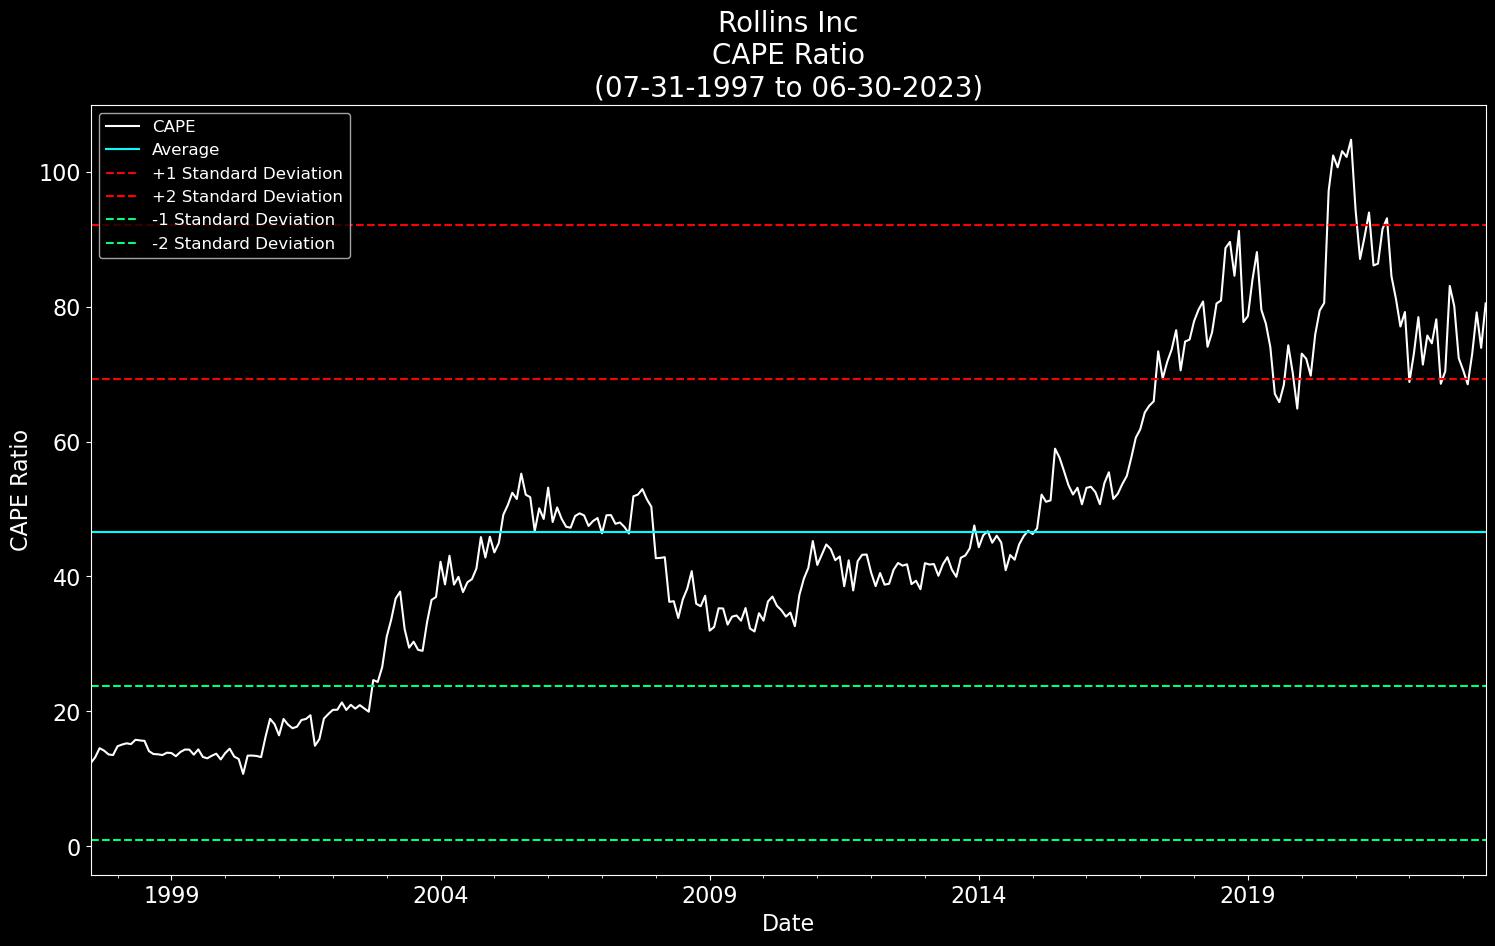 Rollins Inc
CAPE Ratio
(07-31-1997 to 06-30-2023)
CAPE
Average
+1 Standard Deviation
+2 Standard Deviation
-1 Standard Deviation
-2 Standard Deviation
CAPE Ratio
100
80
60
40
20
0
1999 2004 2009 2014 2019
Date